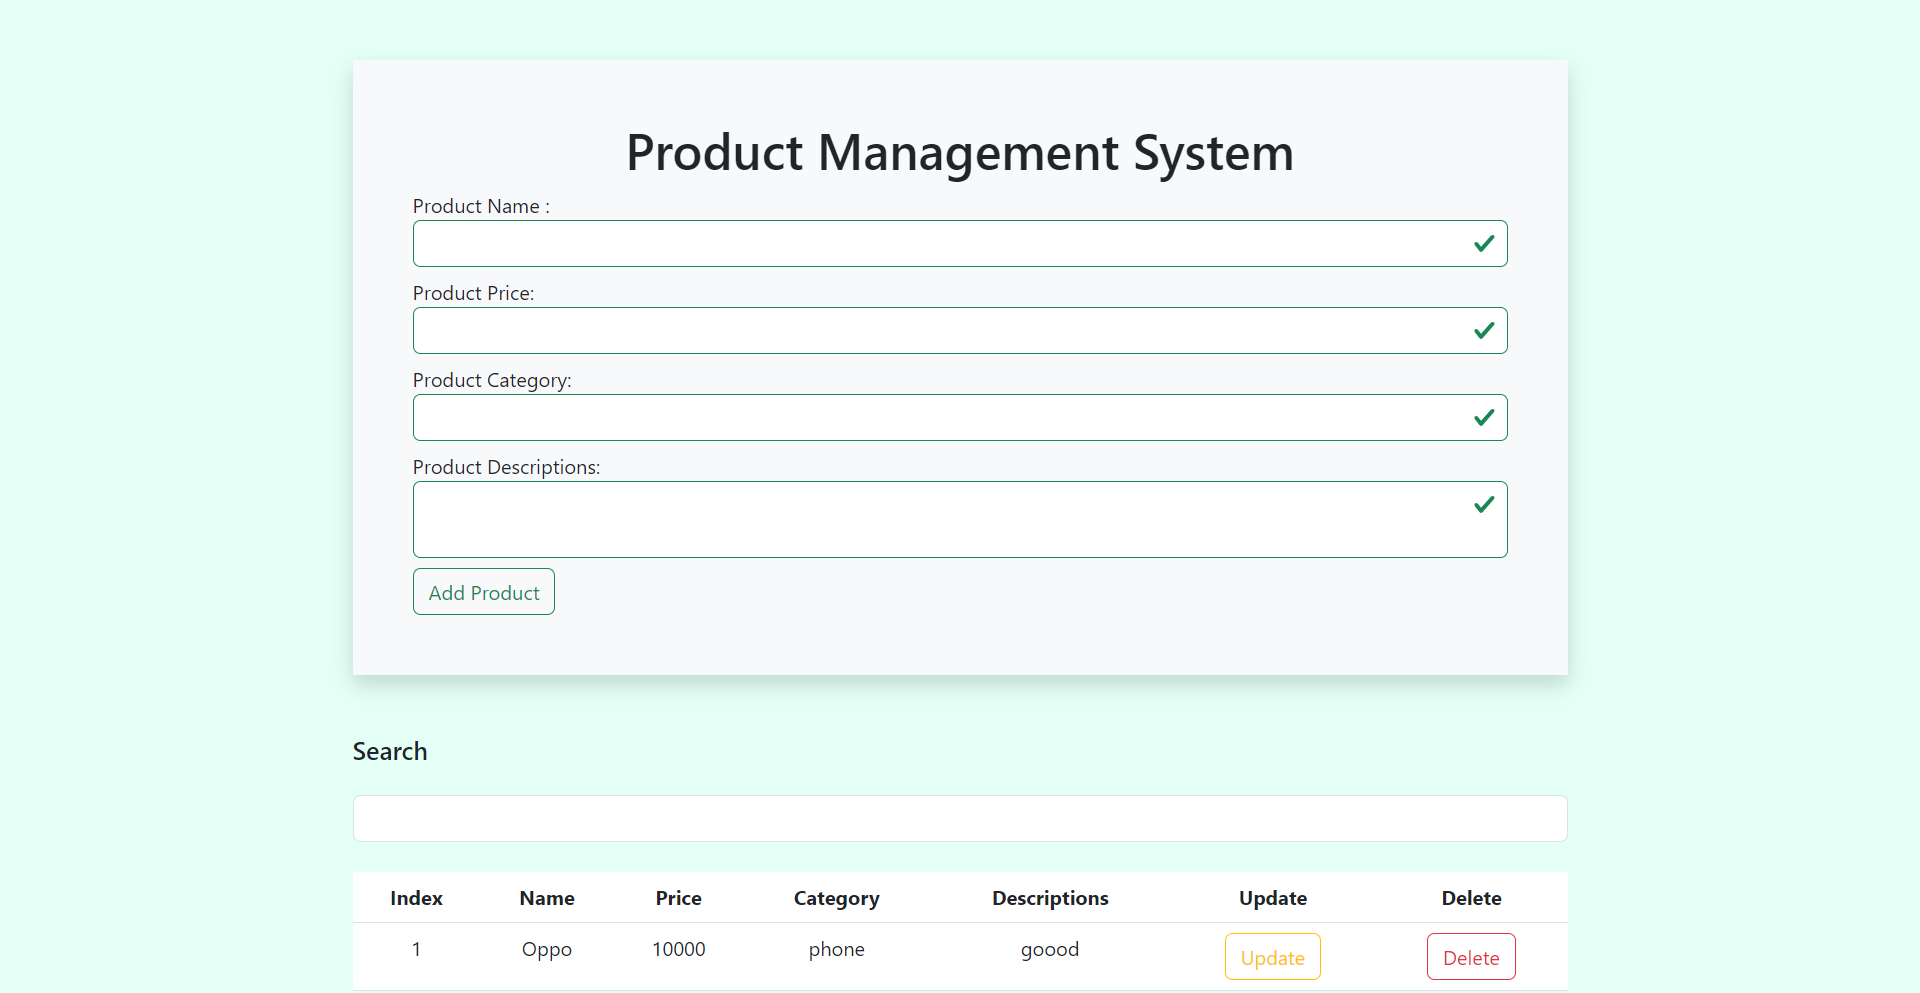 Product Management System
Product Name :
Product Price:
Product Category:
Product Descriptions:
Add Product
Search
Index Name Price Category Descriptions Update Delete
1 Oppo 10000 phone goood Update Delete